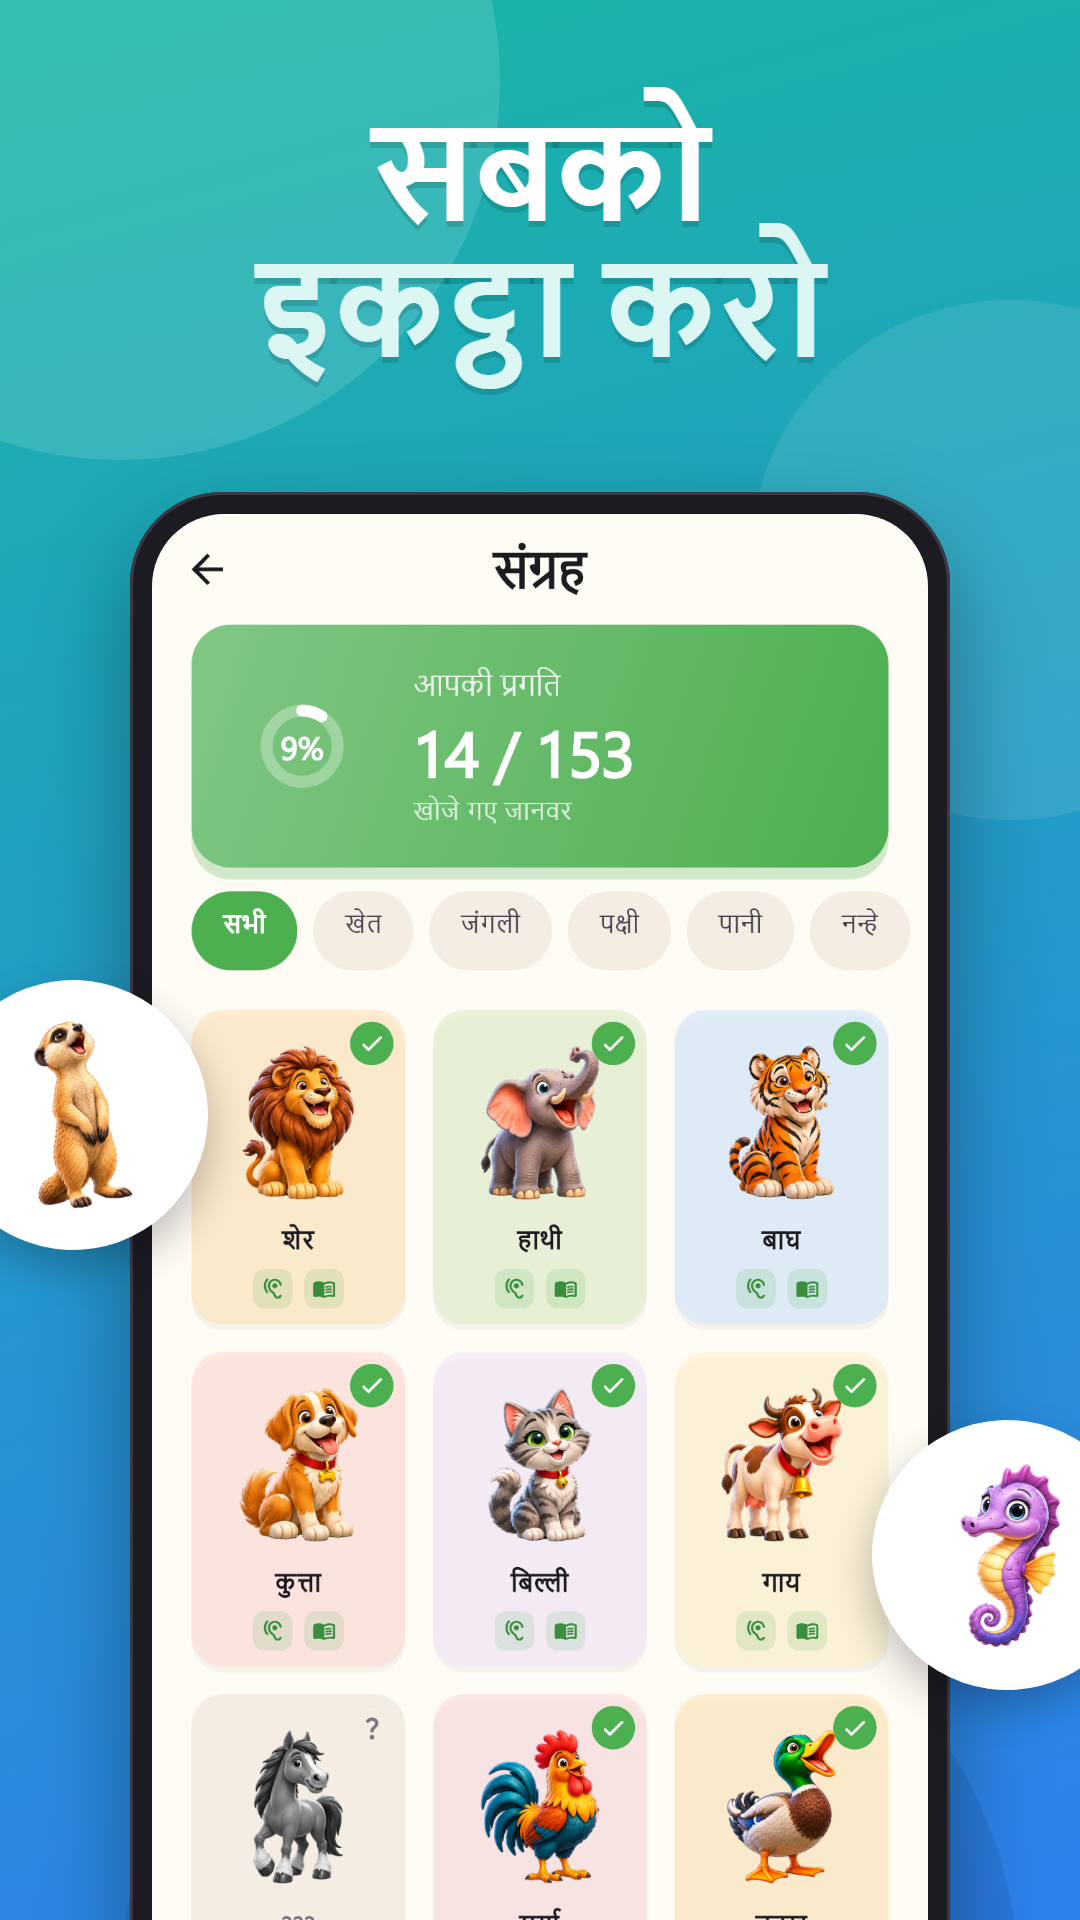 सबको
इकट्ठा करो
संग्रह
आपकी प्रगति
9%
14 / 153
खोजे गए जानवर
सभी खेत जंगली पक्षी पानी नन्हे
शेर हाथी बाघ
कुत्ता बिल्ली गाय
?